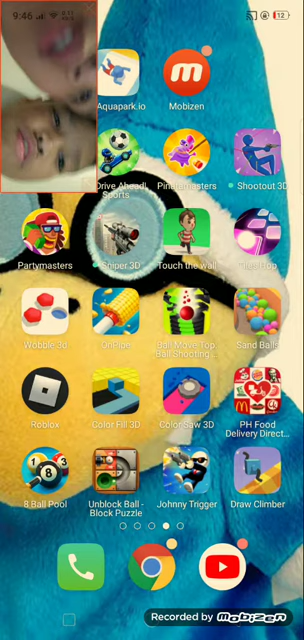 9:46
12
Aquapark.io
Mobizen
Drive Ahead!
Sports
Pinatamasters
Shootout 3D
Partymasters
Sniper 3D
Touch the wall
Wobble 3d
OnPipe
Ball Move Top
Ball Shooting ...
Sand Balls
Roblox
Color Fill 3D
ColorSaw 3D
PH Food
Delivery Direct...
8 Ball Pool
Unblock Ball -
Block Puzzle
Johnny Trigger
Draw Climber
Recorded by mobizen